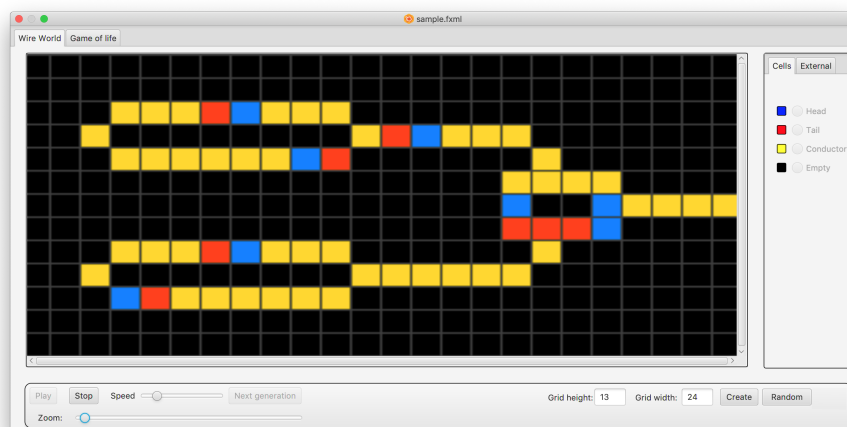 sample.fxml
Wire World Game of life
Cells External
Head
Tail
Conductor
Empty
Play Stop Speed Next generation Grid height: 13 Grid width: 24 Create Random
Zoom: